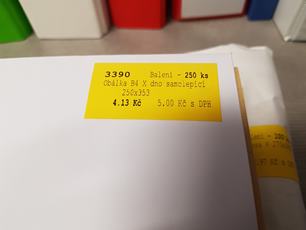 3390 Balení - 250 ks
Obálka B4 X dno samolepící
250x353
4.13 Kč 5.00 Kč s DPH